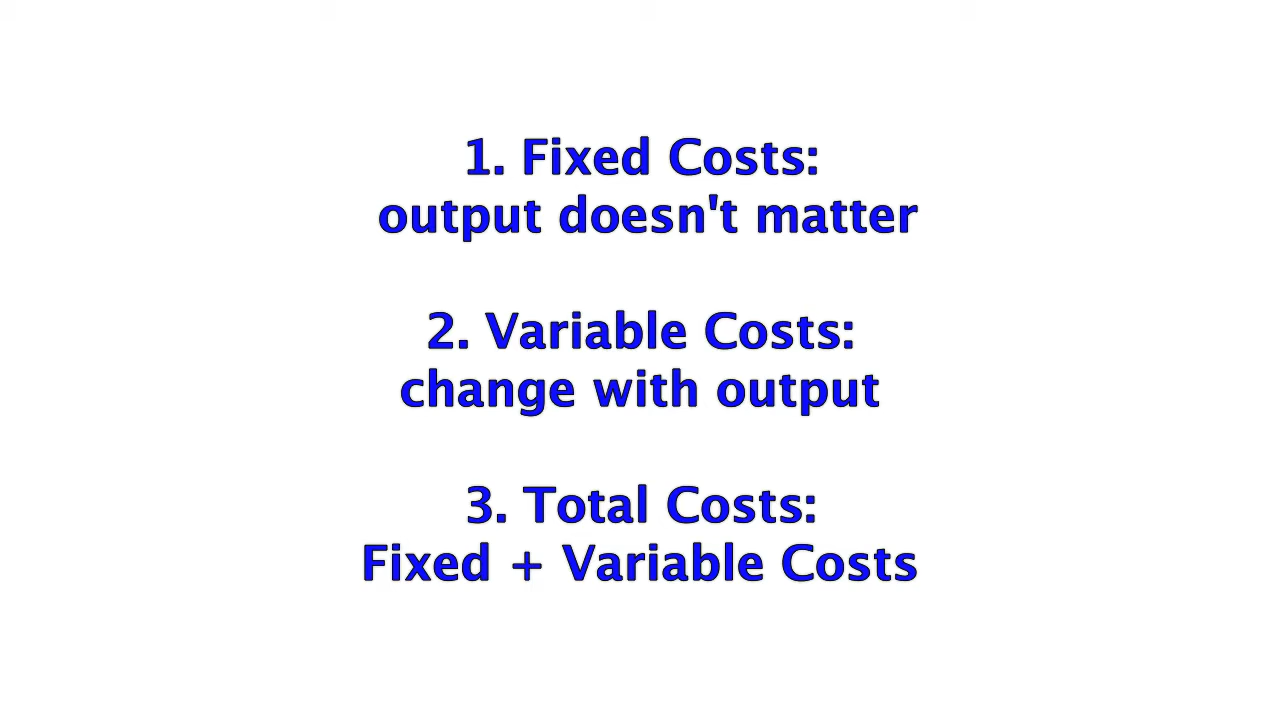 1. Fixed Costs:
output doesn't matter
2. Variable Costs:
change with output
3. Total Costs:
Fixed + Variable Costs